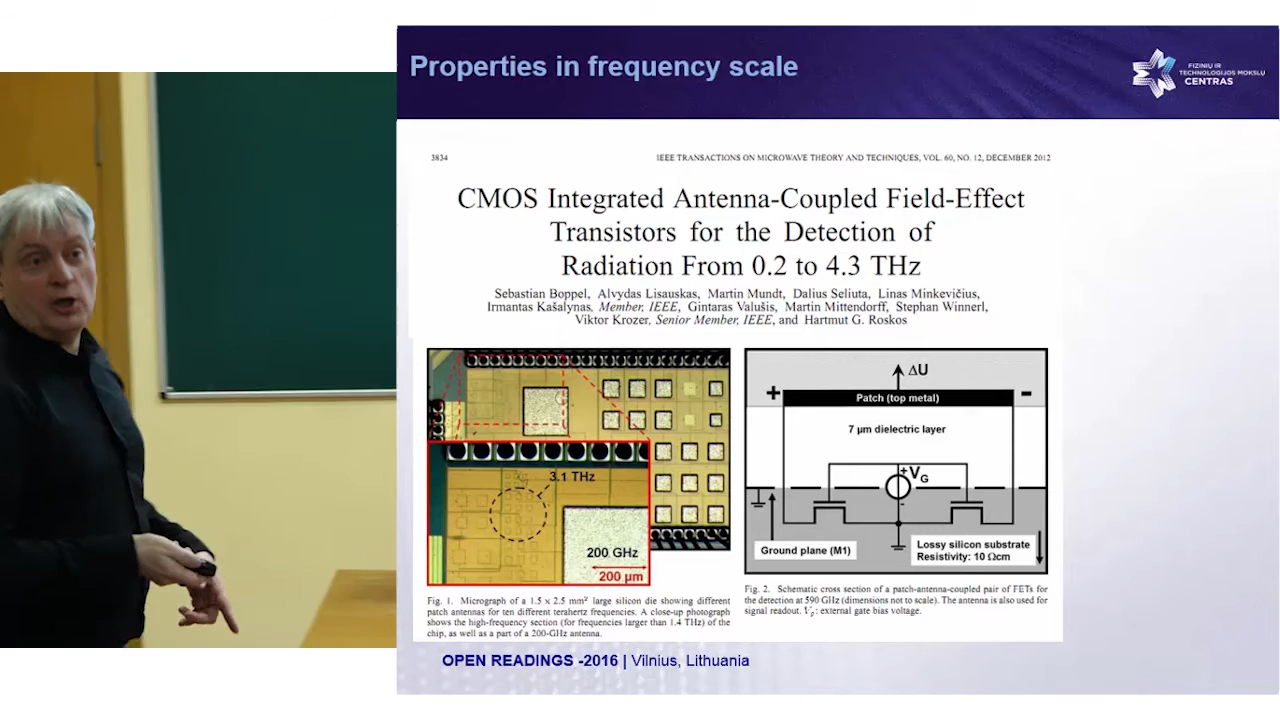 Properties in frequency scale
FIZINIŲ IR
TECHNOLOGIJOS MOKSLŲ
CENTRAS
3834
IEEE TRANSACTIONS ON MICROWAVE THEORY AND TECHNIQUES, VOL. 60, NO. 12, DECEMBER 2012
CMOS Integrated Antenna-Coupled Field-Effect
Transistors for the Detection of
Radiation From 0.2 to 4.3 THz
Sebastian Boppel, Alvydas Lisauskas, Martin Mundt, Dalius Seliuta, Linas Minkevičius,
Irmantas Kašalynas, Member, IEEE, Gintaras Valušis, Martin Mittendorff, Stephan Winnerl,
Viktor Krozer, Senior Member, IEEE, and Hartmut G. Roskos
3.1 THz
200 GHz
200 µm
Fig. 1. Micrograph of a 1.5 x 2.5 mm² large silicon die showing different
patch antennas for ten different terahertz frequencies. A close-up photograph
shows the high-frequency section (for frequencies larger than 1.4 THz) of the
chip, as well as a part of a 200-GHz antenna.
ΔU
+ Patch (top metal) -
7 µm dielectric layer
+VG
-
Ground plane (M1)
Lossy silicon substrate
Resistivity: 10 Ωcm
Fig. 2. Schematic cross section of a patch-antenna-coupled pair of FETs for
the detection at 590 GHz (dimensions not to scale). The antenna is also used for
signal readout. Vg: external gate bias voltage.
OPEN READINGS -2016 | Vilnius, Lithuania